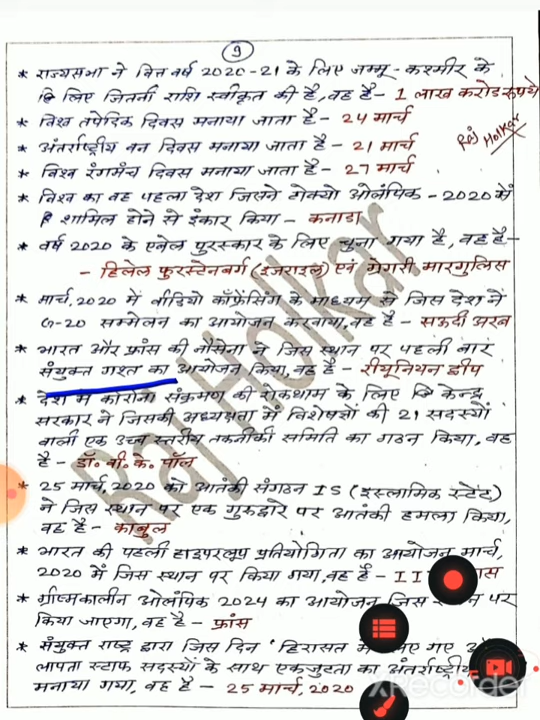 9
* राज्यसभा ने वित्त वर्ष 2020-21 के लिए जम्मू-कश्मीर के
लिए जितनी राशि स्वीकृत की है, वह है - 1 लाख करोड रूपये
* विश्व तपेदिक दिवस मनाया जाता है - 24 मार्च
* अंतर्राष्ट्रीय वन दिवस मनाया जाता है - 21 मार्च
Raj Holkar
* विश्व रंगमंच दिवस मनाया जाता है - 27 मार्च
* विश्व का वह पहला देश जिसने टोक्यो ओलंपिक - 2020 में
शामिल होने से इंकार किया - कनाडा
* वर्ष 2020 के एबेल पुरस्कार के लिए चुना गया है, वह है -
- हिलेल फुरस्टेनबर्ग (इजराइल) एवं ग्रेगरी मारगुलिस
* मार्च, 2020 में वीडियो कॉफ्रेंसिंग के माध्यम से जिस देश ने
G-20 सम्मेलन का आयोजन करवाया, वह है - सऊदी अरब
* भारत और फ्रांस की नौसेना ने जिस स्थान पर पहली बार
संयुक्त गश्त का आयोजन किया, वह है - रीयूनियन द्वीप
* देश में कोरोना संक्रमण की रोकथाम के लिए केन्द्र
सरकार ने जिसकी अध्यक्षता में विशेषज्ञों की 21 सदस्यों
वाली एक उच्च स्तरीय तकनीकी समिति का गठन किया, वह
है - डॉ. वी. के. पॉल
* 25 मार्च, 2020 को आतंकी संगठन IS (इस्लामिक स्टेट)
ने जिस स्थान पर एक गुरुद्वारे पर आतंकी हमला किया,
वह है - काबुल
* भारत की पहली हाइपरलूप प्रतियोगिता का आयोजन मार्च,
2020 में जिस स्थान पर किया गया, वह है -
* ग्रीष्मकालीन ओलंपिक 2024 का आयोजन जिस पर
किया जाएगा, वह है - फ्रांस
* संयुक्त राष्ट्र द्वारा जिस दिन 'हिरासत में लिए गए
लापता स्टाफ सदस्यों के साथ एकजुटता का अंतर्राष्ट्रीय
मनाया गया, वह है - 25 मार्च, 2020
Raj Holkar
XRecorder